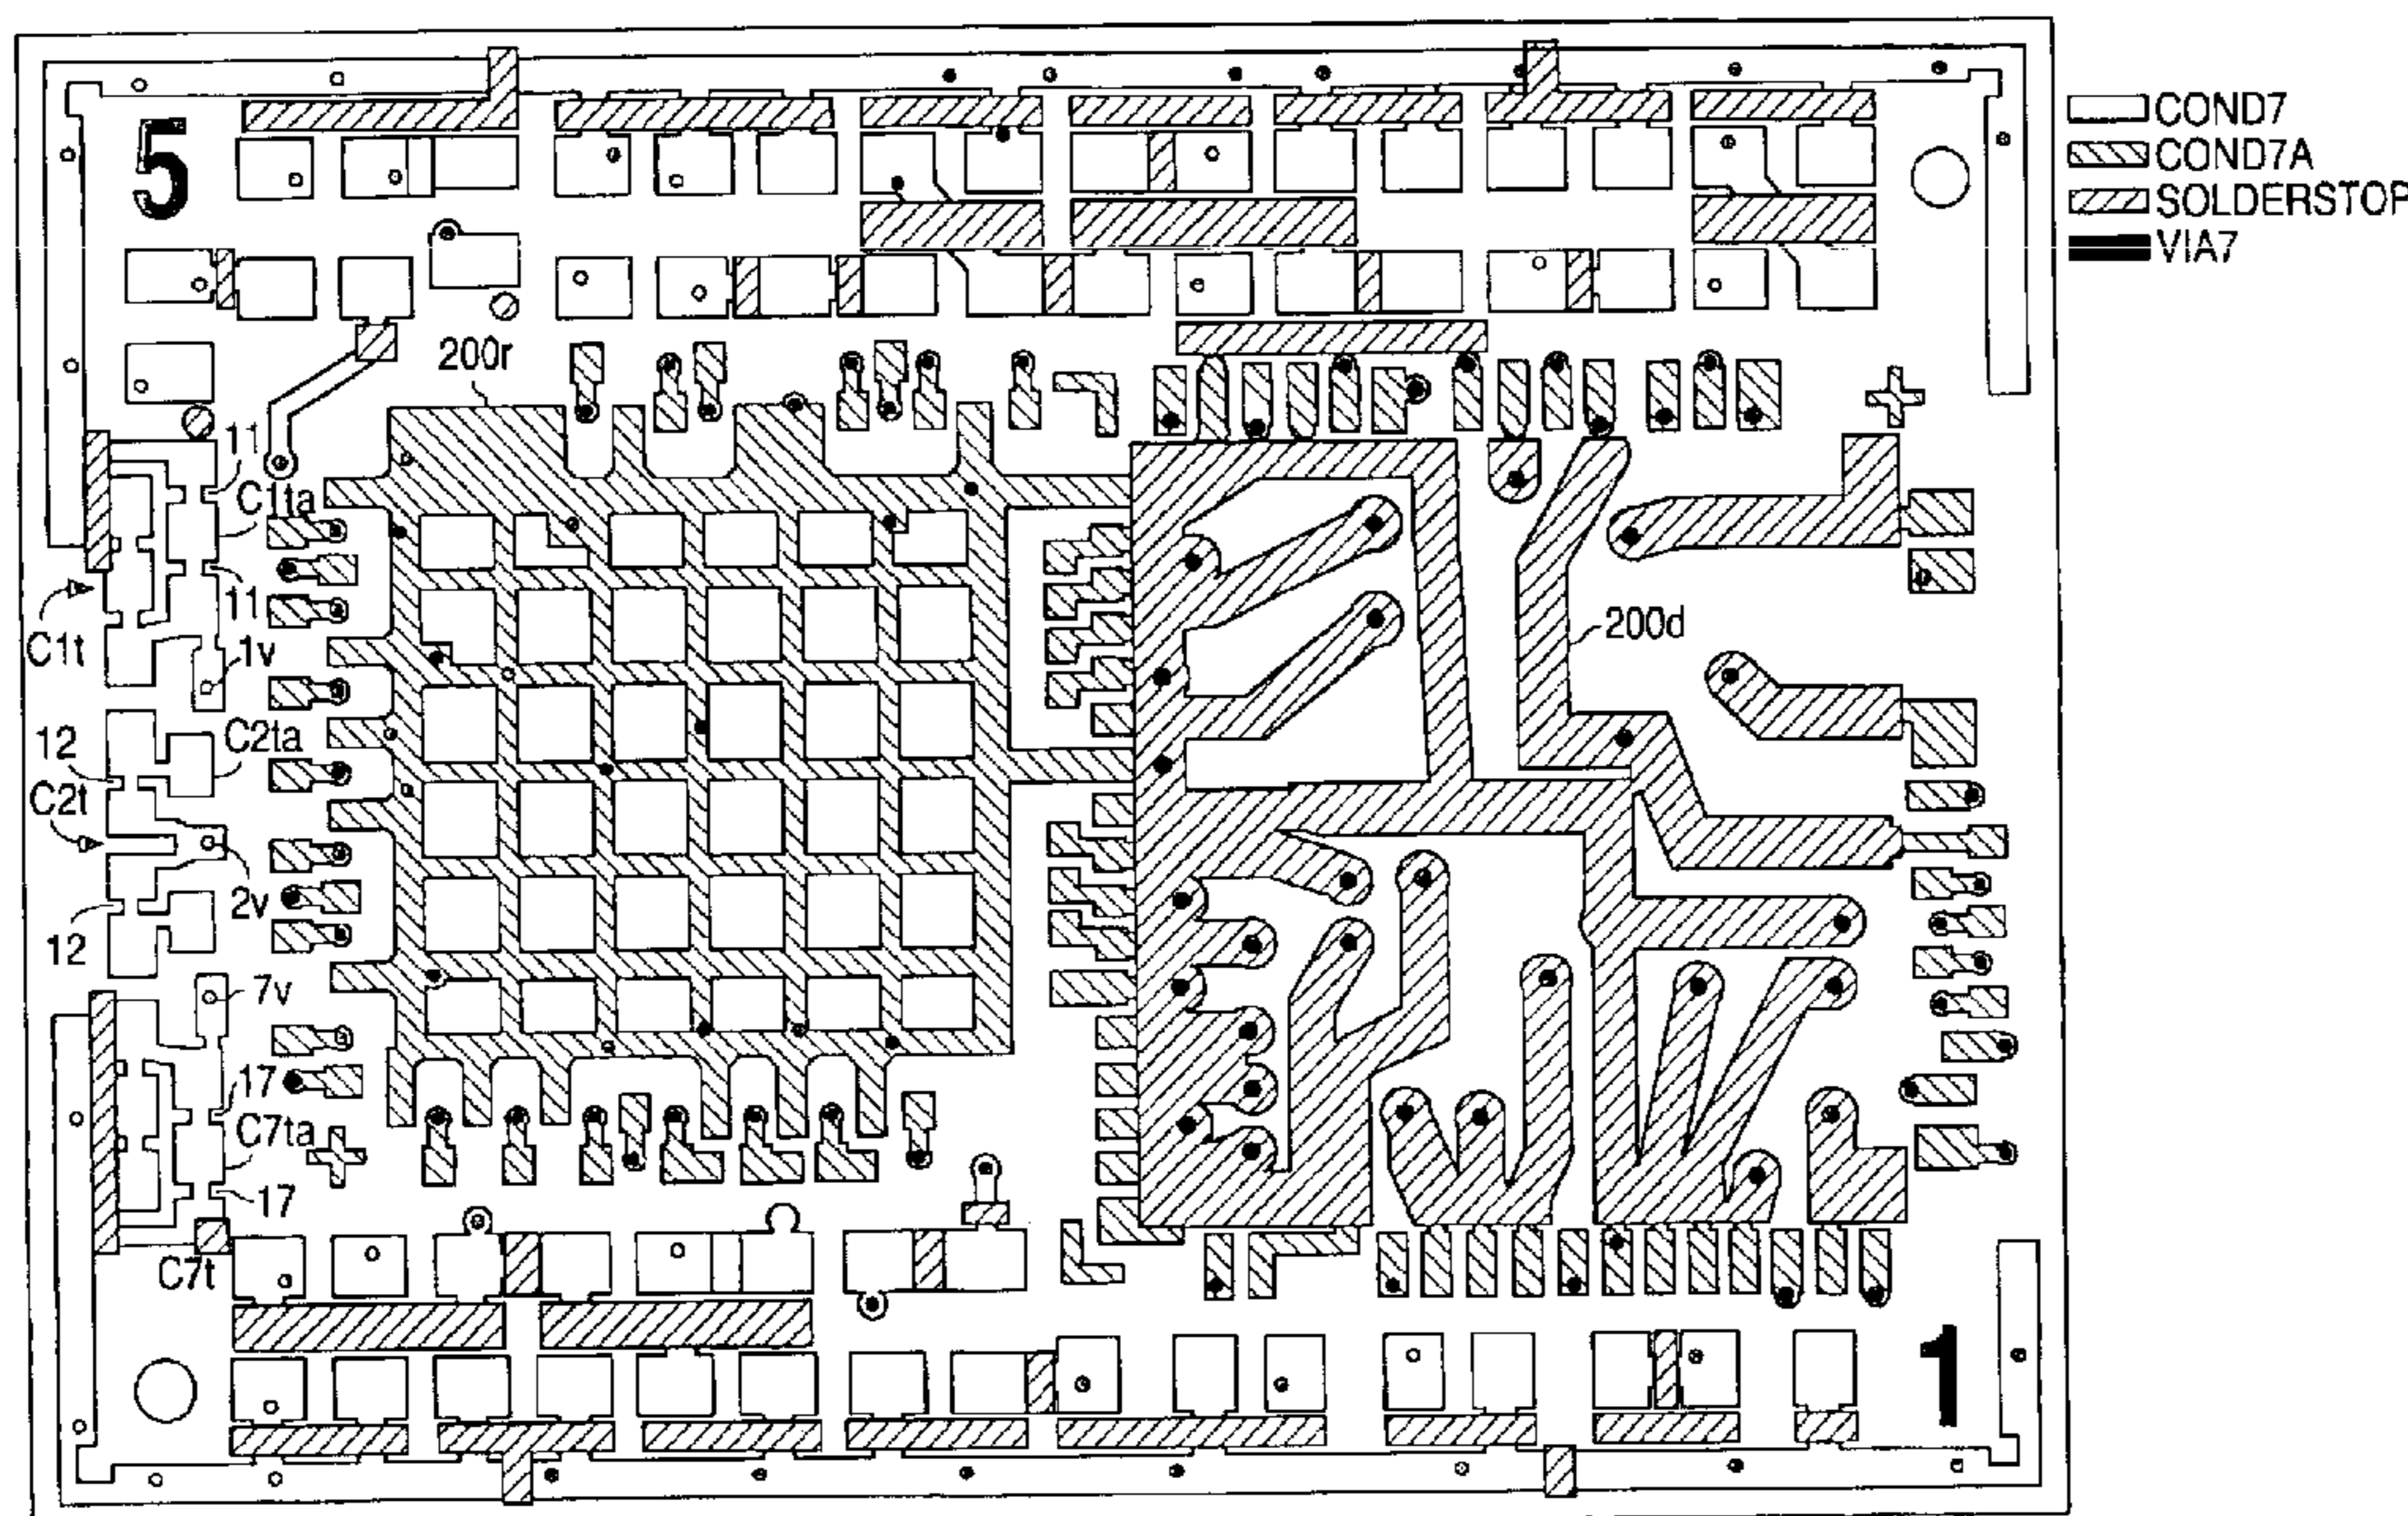 COND7
COND7A
SOLDERSTOP
VIA7
5
200r
11
C1ta
11
C1t
1v
200d
12
C2ta
C2t
2v
12
7v
17
C7ta
17
C7t
1